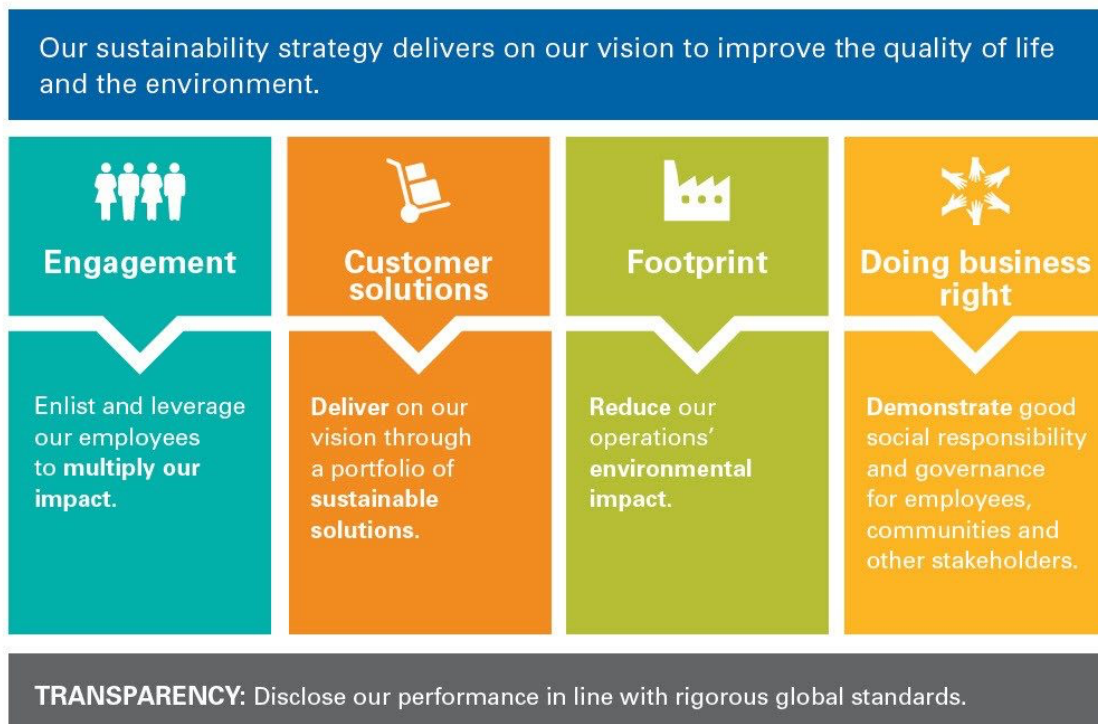 Our sustainability strategy delivers on our vision to improve the quality of life
and the environment.
Engagement
Enlist and leverage
our employees
to multiply our
impact.
Customer
solutions
Deliver on our
vision through
a portfolio of
sustainable
solutions.
Footprint
Reduce our
operations’
environmental
impact.
Doing business
right
Demonstrate good
social responsibility
and governance
for employees,
communities and
other stakeholders.
TRANSPARENCY: Disclose our performance in line with rigorous global standards.